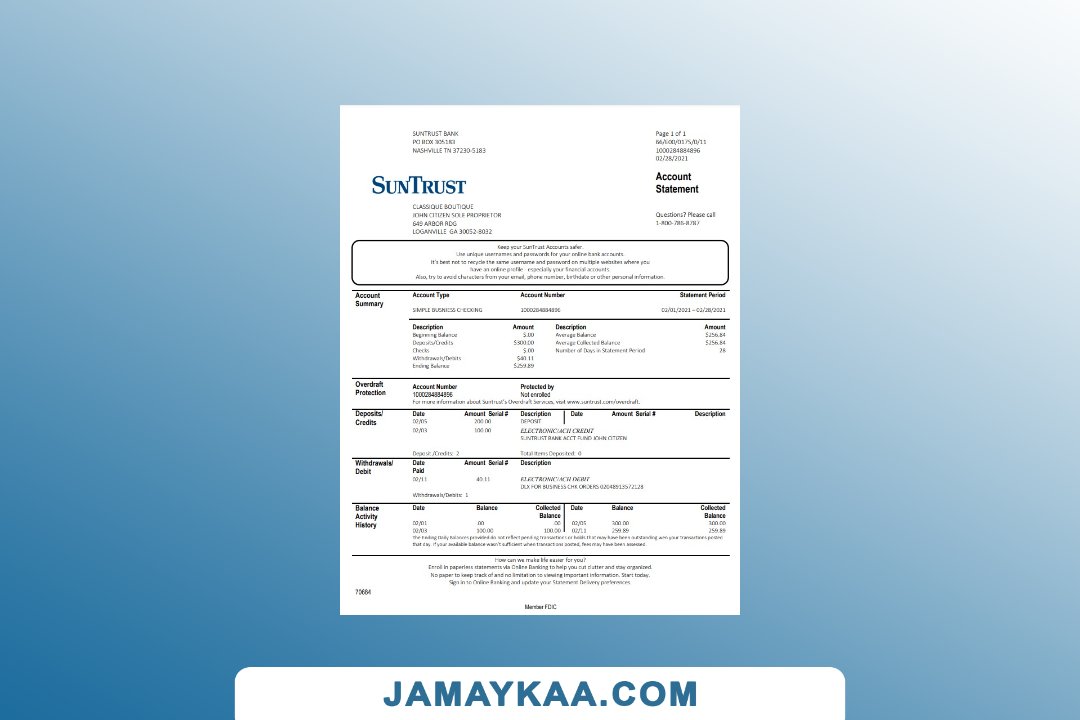 SUNTRUST BANK
PO BOX 305183
NASHVILLE TN 37230-5183
Page 1 of 1
66/E00/0175/0/11
1000284884896
02/28/2021
SUNTRUST
Account
Statement
CLASSIQUE BOUTIQUE
JOHN CITIZEN SOLE PROPRIETOR
649 ARBOR RDG
LOGANVILLE GA 30052-8032
Questions? Please call
1-800-786-8787
Keep your SunTrust Accounts safer.
Use unique usernames and passwords for your online bank accounts.
It's best not to recycle the same username and password on multiple websites where you
have an online profile - especially your financial accounts.
Also, try to avoid characters from your email, phone number, birthdate or other personal information.
Account
Summary
Account Type Account Number Statement Period
SIMPLE BUSNIESS CHECKING 1000284884896 02/01/2021 – 02/28/2021
Description Amount Description Amount
Beginning Balance $.00 Average Balance $256.84
Deposits/Credits $300.00 Average Collected Balance $256.84
Checks $.00 Number of Days in Statement Period 28
Withdrawals/Debits $40.11
Ending Balance $259.89
Overdraft
Protection
Account Number Protected by
1000284884896 Not enrolled
For more information about Suntrust's Overdraft Services, visit www.suntrust.com/overdraft.
Deposits/
Credits
Date Amount Serial # Description Date Amount Serial # Description
02/05 200.00 DEPOSIT
02/03 100.00 ELECTRONIC/ACH CREDIT
SUNTRUST BANK ACCT FUND JOHN CITIZEN
Deposit /Credits: 2 Total Items Deposited: 0
Withdrawals/
Debit
Date Amount Serial # Description
Paid
02/11 40.11 ELECTRONIC/ACH DEBIT
DLX FOR BUSINESS CHK ORDERS 02048913572128
Withdrawals/Debits: 1
Balance
Activity
History
Date Balance Collected Date Balance Collected
Balance Balance
02/01 .00 .00 02/05 300.00 300.00
02/03 100.00 100.00 02/11 259.89 259.89
The Ending Daily Balances provided do not reflect pending transactions or holds that may have been outstanding wen your transactions posted
that day. If your available balance wasn't sufficient when transactions posted, fees may have been assessed
How can we make life easier for you?
Enroll in paperless statements via Online Banking to help you cut clutter and stay organized.
No paper to keep track of and no limitation to viewing important information. Start today.
Sign in to Online Banking and update your Statement Delivery preferences
70684
Member FDIC
JAMAYKAA.COM